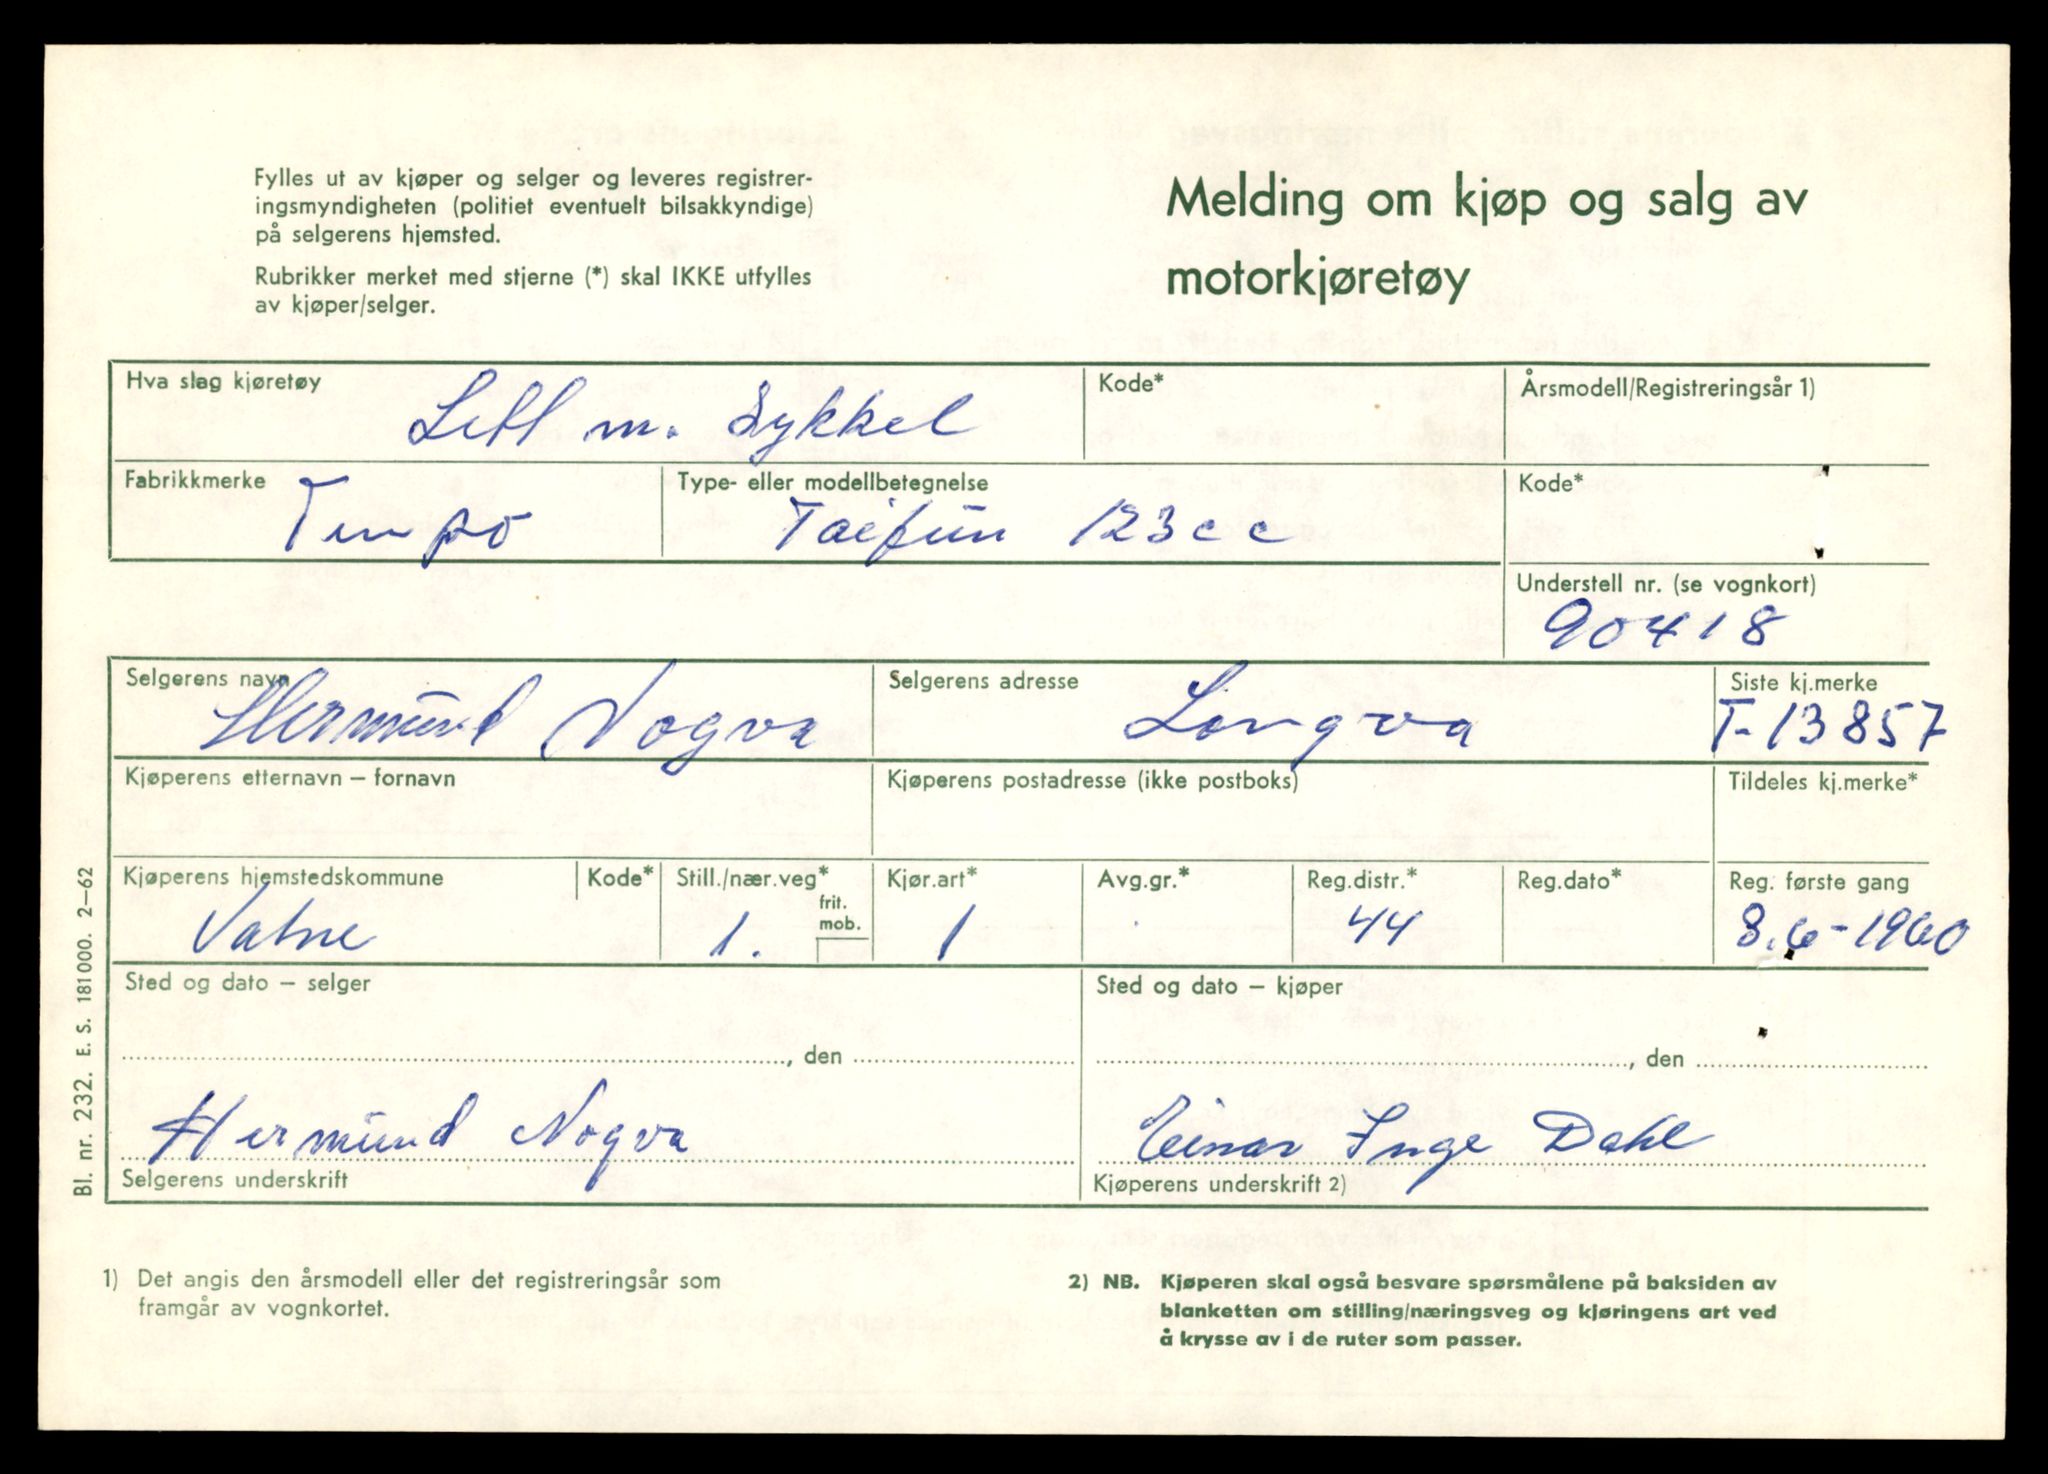 Fylles ut av kjøper og selger og leveres registrer-
ingsmyndigheten (politiet eventuelt bilsakkyndige)
på selgerens hjemsted.
Rubrikker merket med stjerne (*) skal IKKE utfylles
av kjøper/selger.
Melding om kjøp og salg av
motorkjøretøy
Hva slag kjøretøy
Lett m. sykkel
Kode*
Årsmodell/Registreringsår 1)
Fabrikkmerke
Tempo
Type- eller modellbetegnelse
Taifun 123cc
Kode*
Understell nr. (se vognkort)
90418
Selgerens navn
Hermund Nogva
Selgerens adresse
Longva
Siste kj.merke
T-13857
Kjøperens etternavn – fornavn
Kjøperens postadresse (ikke postboks)
Tildeles kj.merke*
Kjøperens hjemstedskommune
Vatne
Kode*
Still./nær.veg*
1.
frit.
mob.
Kjør.art*
1
Avg.gr.*
Reg.distr.*
44
Reg.dato*
Reg. første gang
8.6-1960
Sted og dato – selger
, den
Sted og dato – kjøper
, den
Hermund Nogva
Selgerens underskrift
Einar Inge Dahl
Kjøperens underskrift 2)
Bl. nr. 232. E. S. 181000. 2–62
1) Det angis den årsmodell eller det registreringsår som
framgår av vognkortet.
2) NB. Kjøperen skal også besvare spørsmålene på baksiden av
blanketten om stilling/næringsveg og kjøringens art ved
å krysse av i de ruter som passer.